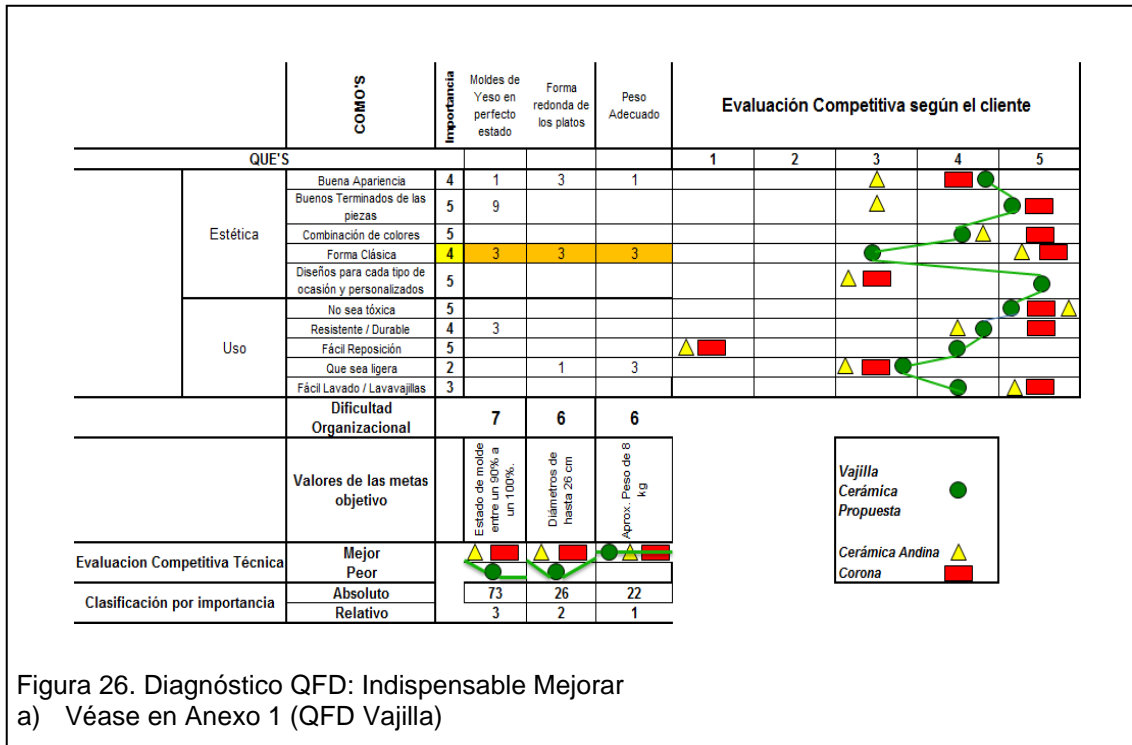 COMO'S
Importancia
Moldes de
Yeso en
perfecto
estado
Forma
redonda de
los platos
Peso
Adecuado
Evaluación Competitiva según el cliente
QUE'S
1 2 3 4 5
Estética
Buena Apariencia 4 1 3 1
Buenos Terminados de las
piezas 5 9
Combinación de colores 5
Forma Clásica 4 3 3 3
Diseños para cada tipo de
ocasión y personalizados 5
Uso
No sea tóxica 5
Resistente / Durable 4 3
Fácil Reposición 5
Que sea ligera 2 1 3
Fácil Lavado / Lavavajillas 3
Dificultad
Organizacional 7 6 6
Valores de las metas
objetivo
Estado de molde
entre un 90% a
un 100%.
Diámetros de
hasta 26 cm
Aprox. Peso de 8
kg
Vajilla
Cerámica
Propuesta
Cerámica Andina
Corona
Evaluacion Competitiva Técnica
Mejor
Peor
Clasificación por importancia
Absoluto 73 26 22
Relativo 3 2 1
Figura 26. Diagnóstico QFD: Indispensable Mejorar
a) Véase en Anexo 1 (QFD Vajilla)